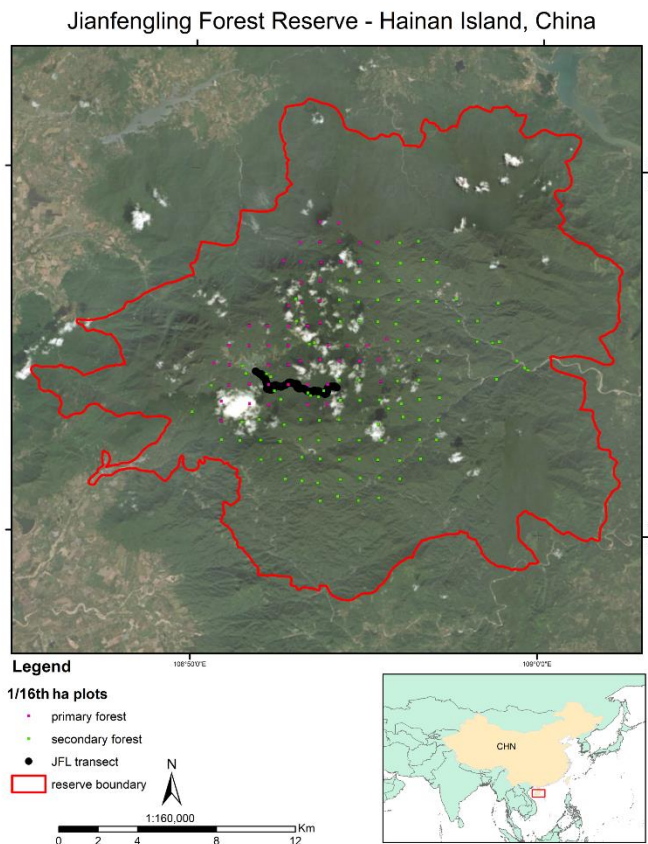 Jianfengling Forest Reserve - Hainan Island, China
108°50'0"E
109°0'0"E
Legend
1/16th ha plots
primary forest
secondary forest
JFL transect
reserve boundary
N
1:160,000
0 2 4 8 12 Km
CHN